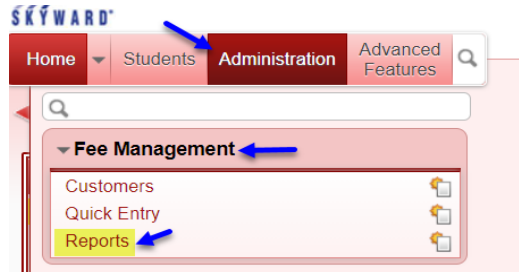 SKYWARD
Home Students Administration Advanced Features
Fee Management
Customers
Quick Entry
Reports